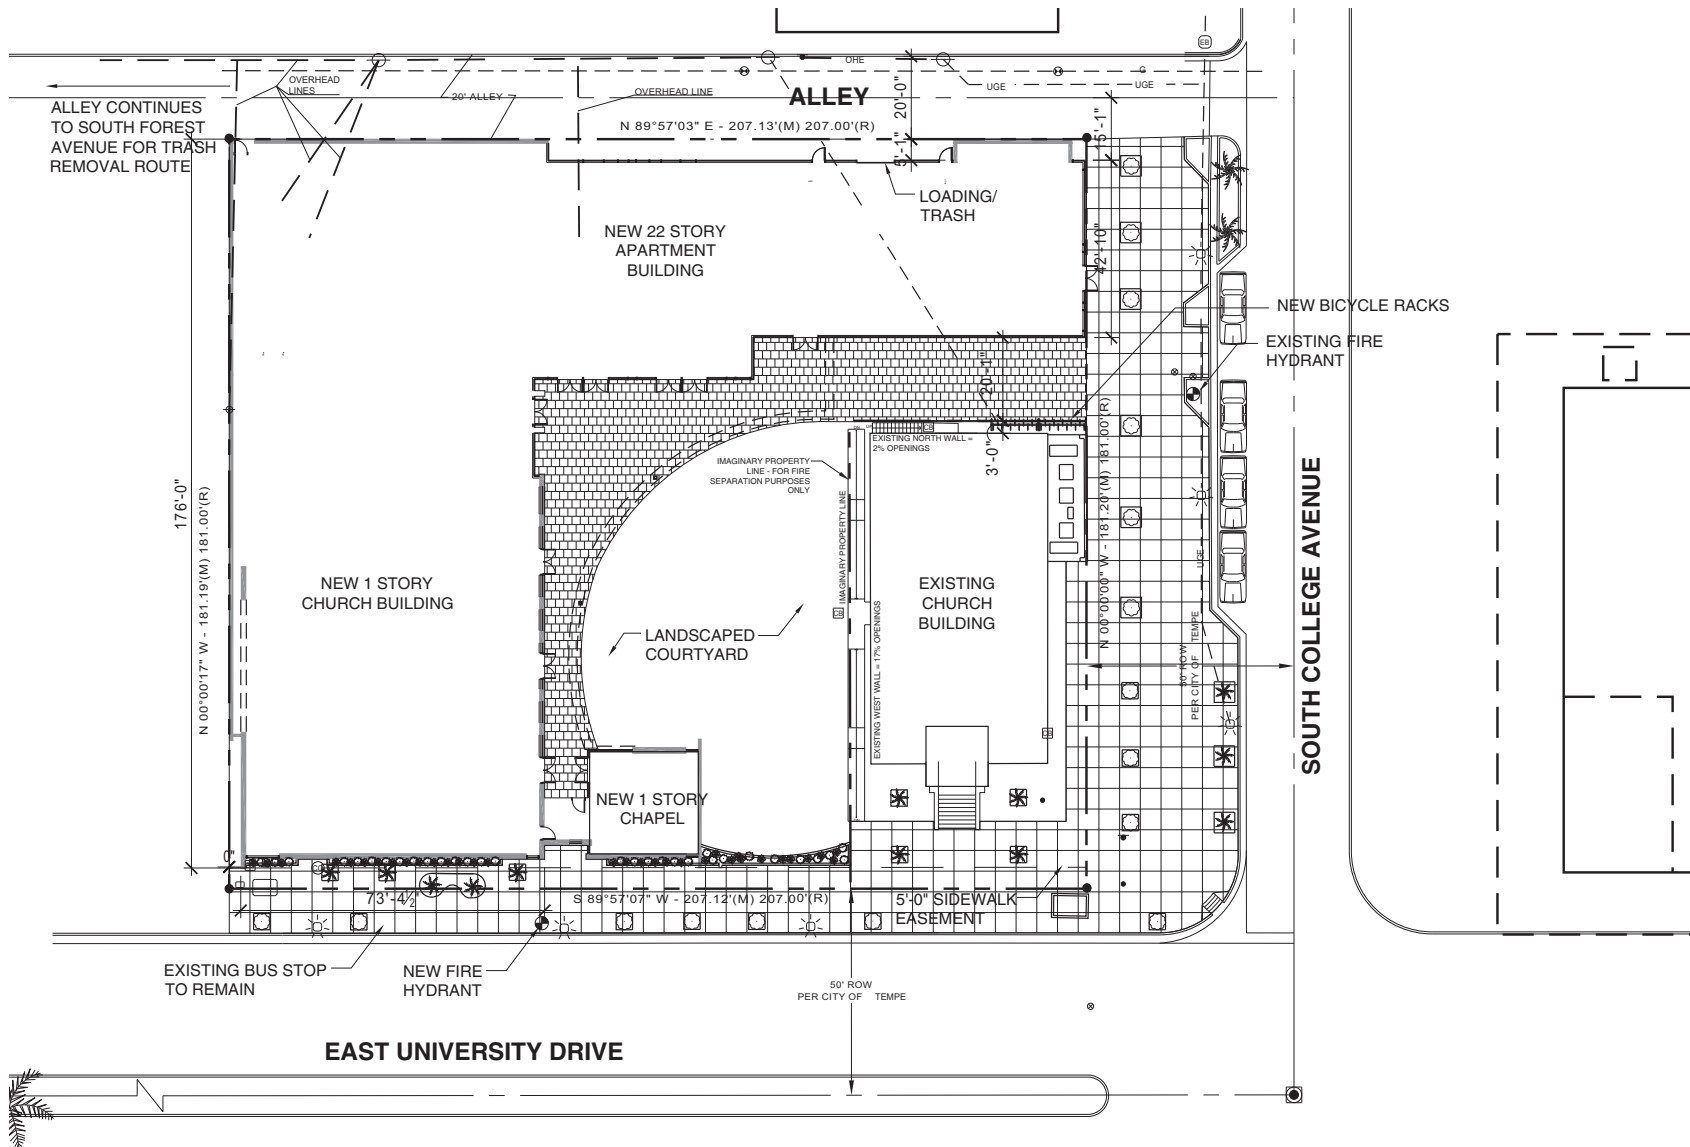 EB
OHE
G
UGE
UGE
OVERHEAD
LINES
20' ALLEY
OVERHEAD LINE
ALLEY
20'-0"
ALLEY CONTINUES
TO SOUTH FOREST
AVENUE FOR TRASH
REMOVAL ROUTE
N 89°57'03" E - 207.13'(M) 207.00'(R)
5'-1"
15'-1"
LOADING/
TRASH
NEW 22 STORY
APARTMENT
BUILDING
42'-10"
NEW BICYCLE RACKS
EXISTING FIRE
HYDRANT
20'-1"
3'-0"
CB
EXISTING NORTH WALL =
2% OPENINGS
IMAGINARY PROPERTY
LINE - FOR FIRE
SEPARATION PURPOSES
ONLY
IMAGINARY PROPERTY LINE
N 00°00'00" W - 181.20'(M) 181.00'(R)
176'-0"
N 00°00'17" W - 181.19'(M) 181.00'(R)
SOUTH COLLEGE AVENUE
UGE
NEW 1 STORY
CHURCH BUILDING
EXISTING
CHURCH
BUILDING
CB
EXISTING WEST WALL = 17% OPENINGS
LANDSCAPED
COURTYARD
50' ROW
PER CITY OF TEMPE
CB
NEW 1 STORY
CHAPEL
0"
73'-4½"
S 89°57'07" W - 207.12'(M) 207.00'(R)
5'-0" SIDEWALK
EASEMENT
EXISTING BUS STOP
TO REMAIN
NEW FIRE
HYDRANT
50' ROW
PER CITY OF TEMPE
EAST UNIVERSITY DRIVE